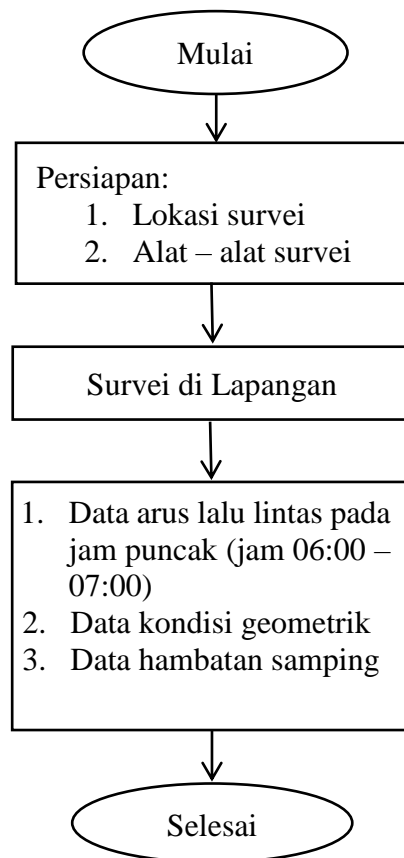 Mulai
Persiapan:
1. Lokasi survei
2. Alat – alat survei
Survei di Lapangan
1. Data arus lalu lintas pada
jam puncak (jam 06:00 –
07:00)
2. Data kondisi geometrik
3. Data hambatan samping
Selesai